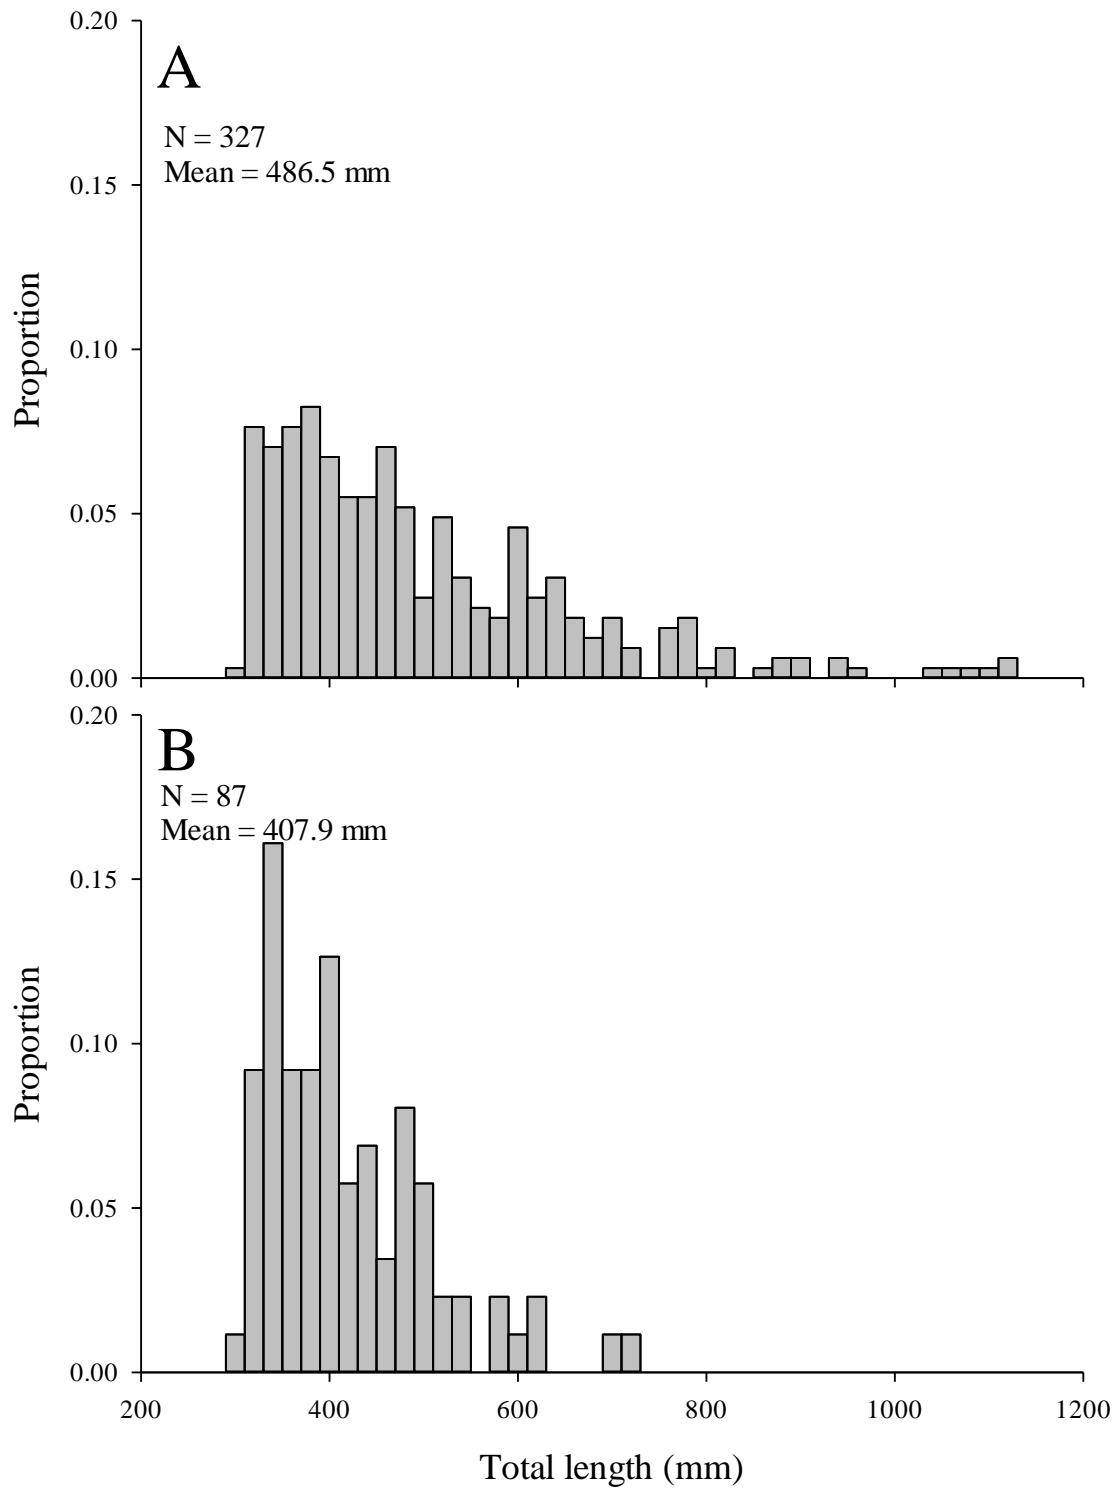 0.20
A
N = 327
Mean = 486.5 mm
0.15
Proportion
0.10
0.05
0.00
0.20
B
N = 87
Mean = 407.9 mm
0.15
Proportion
0.10
0.05
0.00
200 400 600 800 1000 1200
Total length (mm)